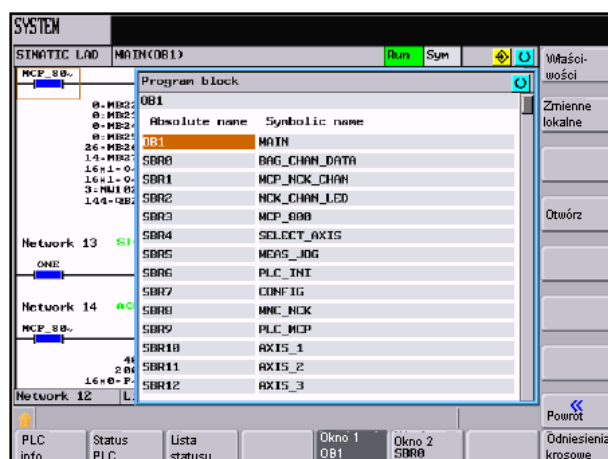 SYSTEM
SIMATIC LAD MAIN(OB1) Run Sym
Właści-
wości
MCP_80~
Program block
OB1
Absolute name Symbolic name
Zmienne
lokalne
OB1 MAIN
SBR0 BAG_CHAN_DATA
SBR1 MCP_NCK_CHAN
SBR2 NCK_CHAN_LED
SBR3 MCP_800
Otwórz
SBR4 SELECT_AXIS
Network 13
SBR5 MEAS_JOG
ONE
SBR6 PLC_INI
SBR7 CONFIG
Network 14
SBR8 MNC_NCK
MCP_80~
SBR9 PLC_MCP
SBR10 AXIS_1
SBR11 AXIS_2
SBR12 AXIS_3
Network 12
Powrót
PLC
info
Status
PLC
Lista
statusu
Okno 1
OB1
Okno 2
SBR0
Odniesienia
krosowe